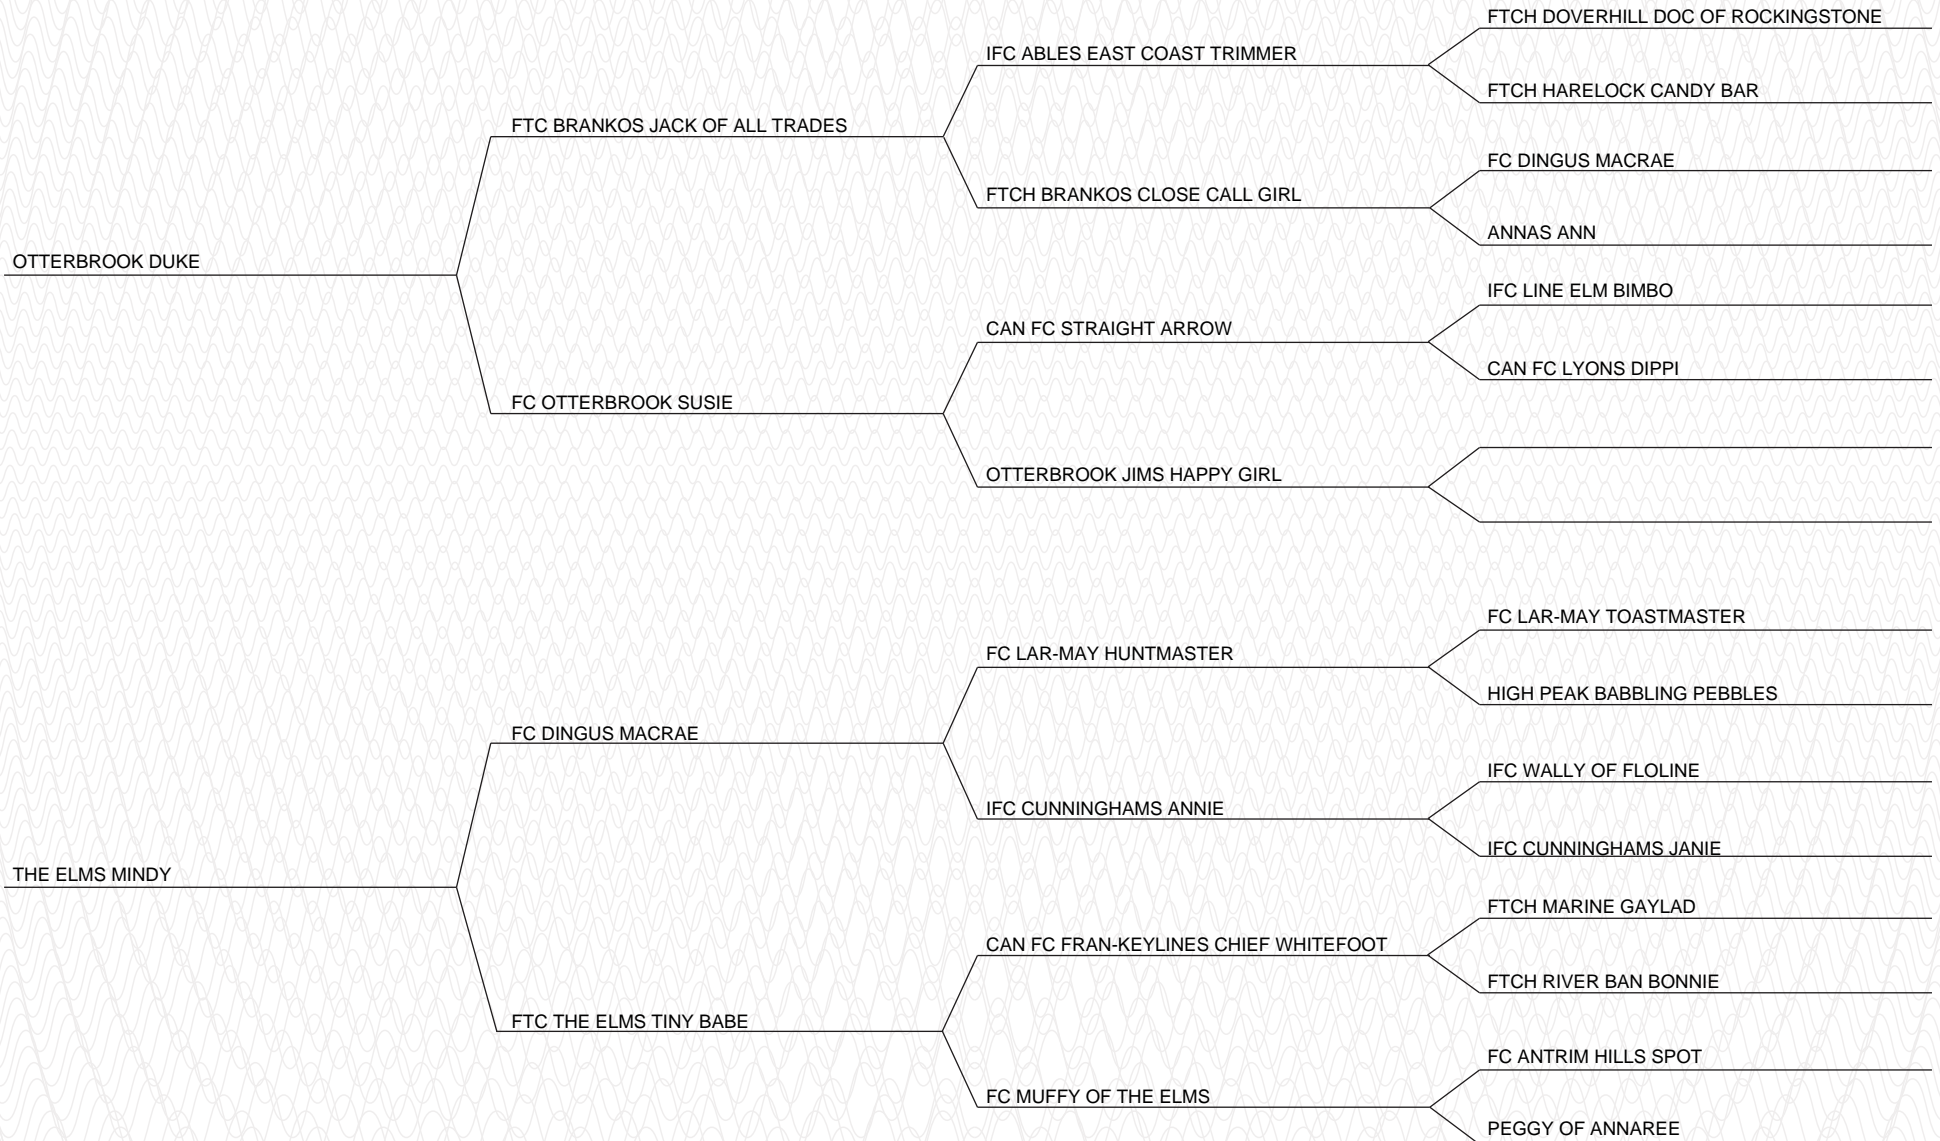 FTCH DOVERHILL DOC OF ROCKINGSTONE
IFC ABLES EAST COAST TRIMMER
FTCH HARELOCK CANDY BAR
FTC BRANKOS JACK OF ALL TRADES
FC DINGUS MACRAE
FTCH BRANKOS CLOSE CALL GIRL
ANNAS ANN
OTTERBROOK DUKE
IFC LINE ELM BIMBO
CAN FC STRAIGHT ARROW
CAN FC LYONS DIPPI
FC OTTERBROOK SUSIE
OTTERBROOK JIMS HAPPY GIRL
FC LAR-MAY TOASTMASTER
FC LAR-MAY HUNTMASTER
HIGH PEAK BABBLING PEBBLES
FC DINGUS MACRAE
IFC WALLY OF FLOLINE
IFC CUNNINGHAMS ANNIE
IFC CUNNINGHAMS JANIE
THE ELMS MINDY
FTCH MARINE GAYLAD
CAN FC FRAN-KEYLINES CHIEF WHITEFOOT
FTCH RIVER BAN BONNIE
FTC THE ELMS TINY BABE
FC ANTRIM HILLS SPOT
FC MUFFY OF THE ELMS
PEGGY OF ANNAREE